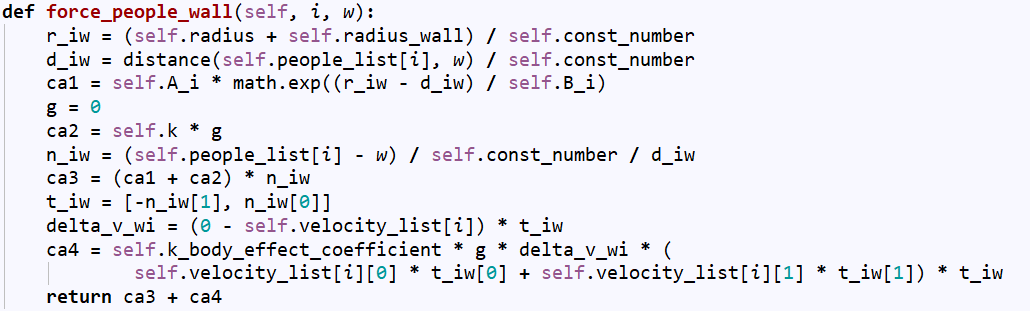 def force_people_wall(self, i, w):
    r_iw = (self.radius + self.radius_wall) / self.const_number
    d_iw = distance(self.people_list[i], w) / self.const_number
    ca1 = self.A_i * math.exp((r_iw - d_iw) / self.B_i)
    g = 0
    ca2 = self.k * g
    n_iw = (self.people_list[i] - w) / self.const_number / d_iw
    ca3 = (ca1 + ca2) * n_iw
    t_iw = [-n_iw[1], n_iw[0]]
    delta_v_wi = (0 - self.velocity_list[i]) * t_iw
    ca4 = self.k_body_effect_coefficient * g * delta_v_wi * (
            self.velocity_list[i][0] * t_iw[0] + self.velocity_list[i][1] * t_iw[1]) * t_iw
    return ca3 + ca4